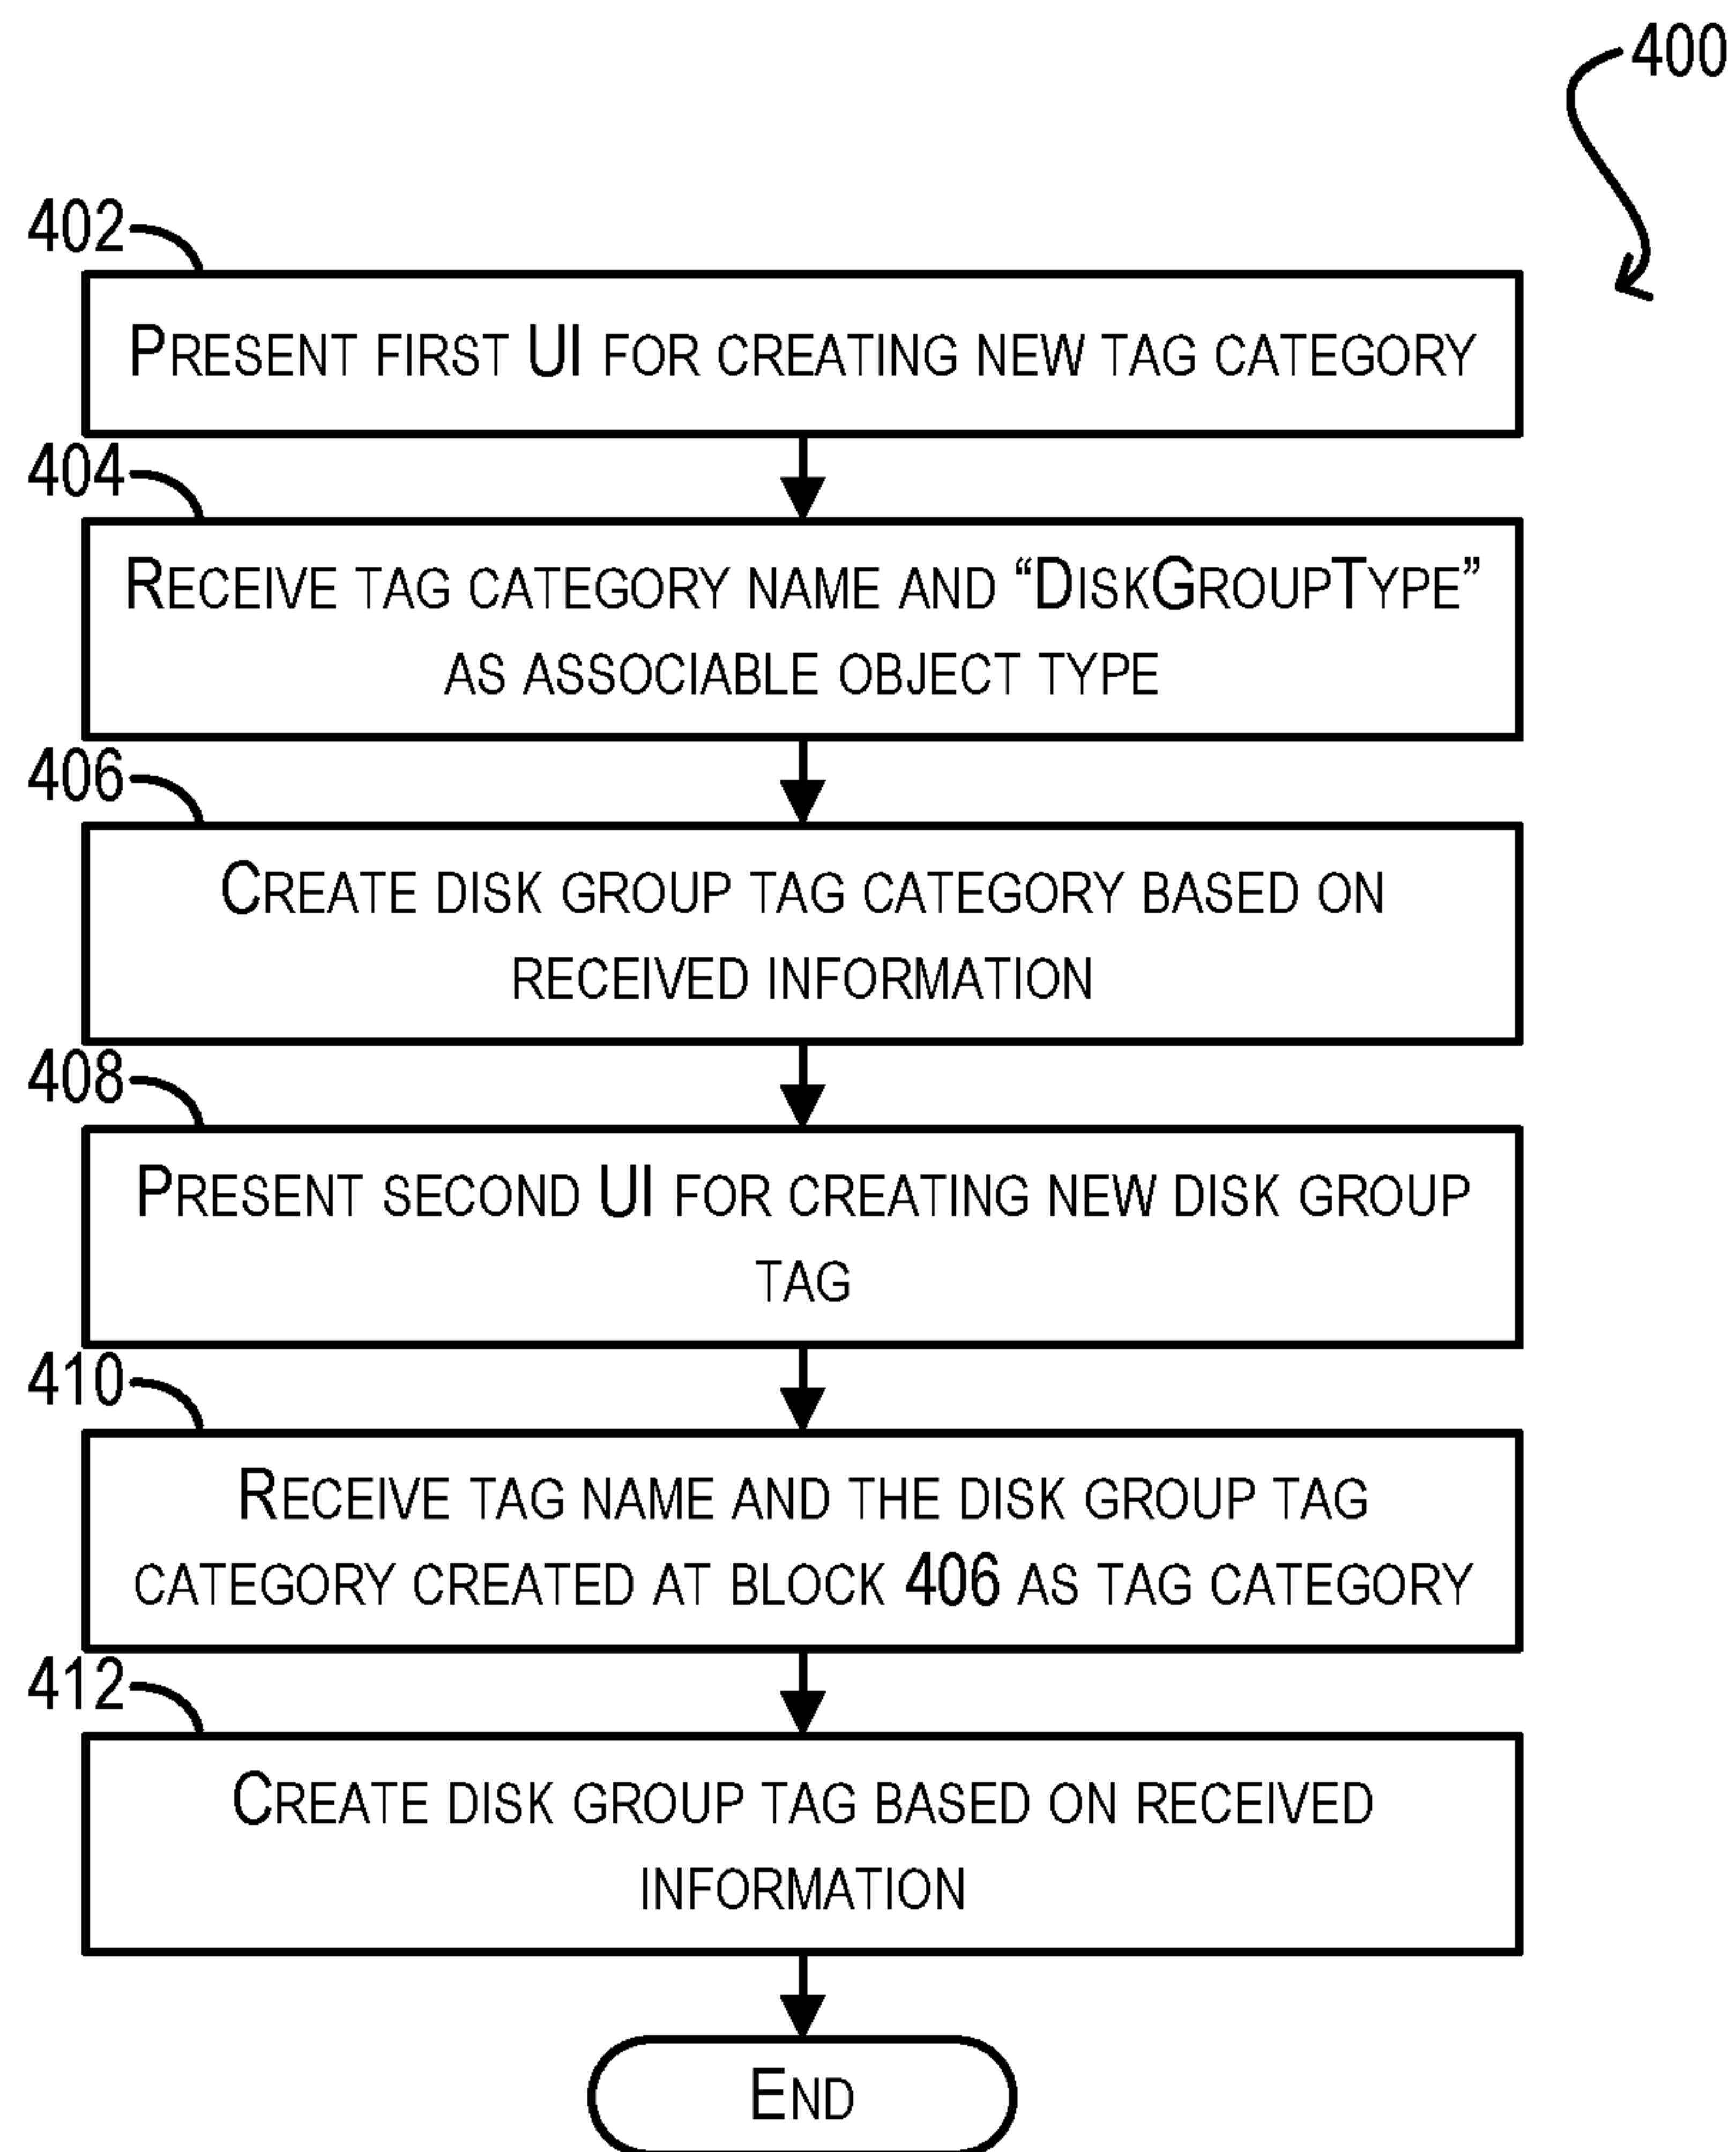 400
402
Present first UI for creating new tag category
404
Receive tag category name and “DiskGroupType”
as associable object type
406
Create disk group tag category based on
received information
408
Present second UI for creating new disk group
tag
410
Receive tag name and the disk group tag
category created at block 406 as tag category
412
Create disk group tag based on received
information
End